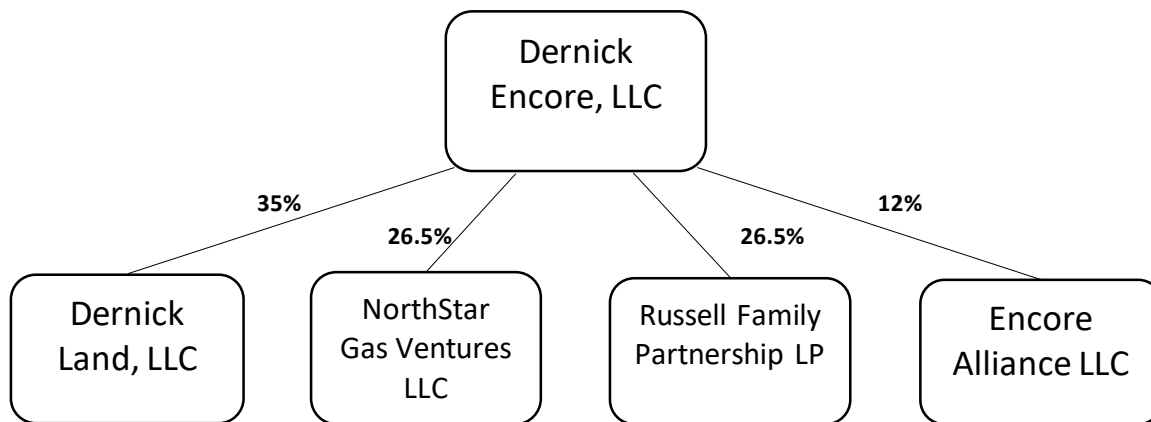 Dernick
Encore, LLC
35%
12%
26.5%
26.5%
Dernick
Land, LLC
NorthStar
Gas Ventures
LLC
Russell Family
Partnership LP
Encore
Alliance LLC